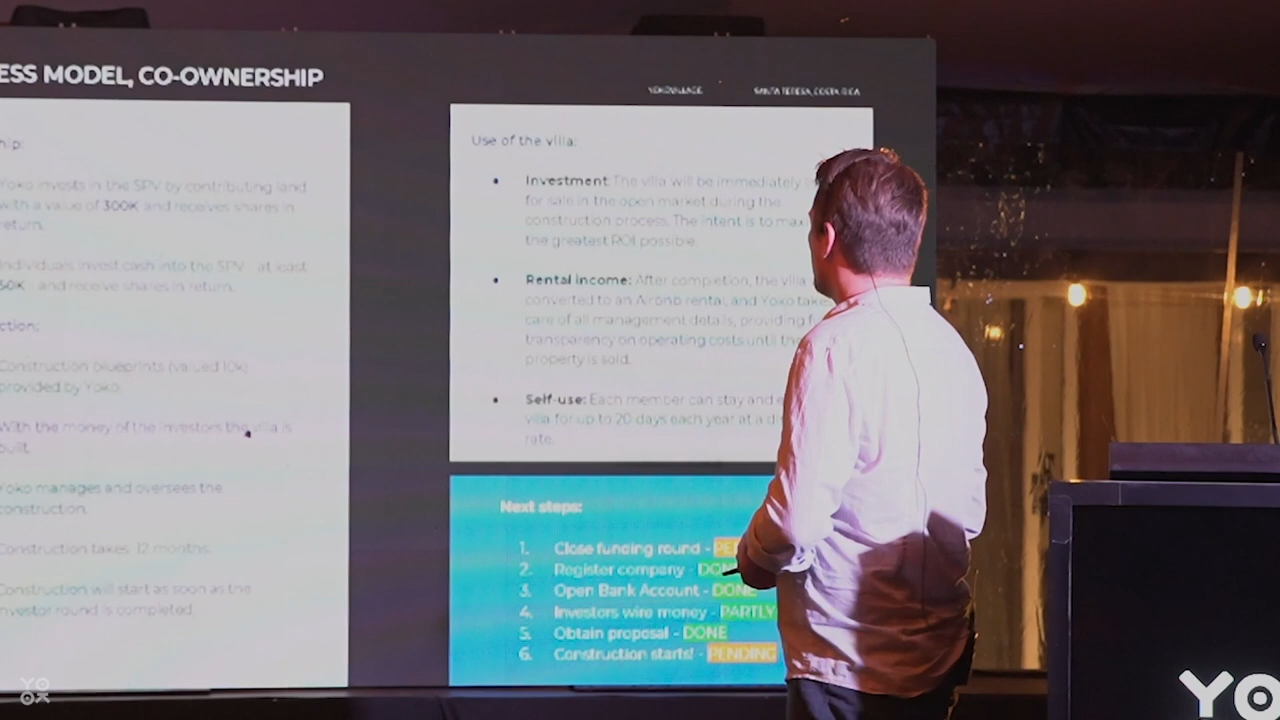 ESS MODEL, CO-OWNERSHIP
SANTA TERESA, COSTA RICA
hip:
Yoko invests in the SPV by contributing land
with a value of 300K and receives shares in
return.
Individuals invest cash into the SPV - at least
50K - and receive shares in return.
ction:
Construction blueprints (valued 10k)
provided by Yoko.
With the money of the investors the villa is
built.
Yoko manages and oversees the
construction.
Construction takes 12 months.
Construction will start as soon as the
investor round is completed.
Use of the villa:
• Investment: The villa will be immediately
for sale in the open market during the
construction process. The intent is to max
the greatest ROI possible.
• Rental income: After completion, the villa
converted to an Airbnb rental, and Yoko take
care of all management details, providing f
transparency on operating costs until th
property is sold.
• Self-use: Each member can stay and e
villa for up to 20 days each year at a di
rate.
Next steps:
1. Close funding round - PE
2. Register company - DON
3. Open Bank Account - DONE
4. Investors wire money - PARTLY
5. Obtain proposal - DONE
6. Construction starts! - PENDING
YO
OK
YO